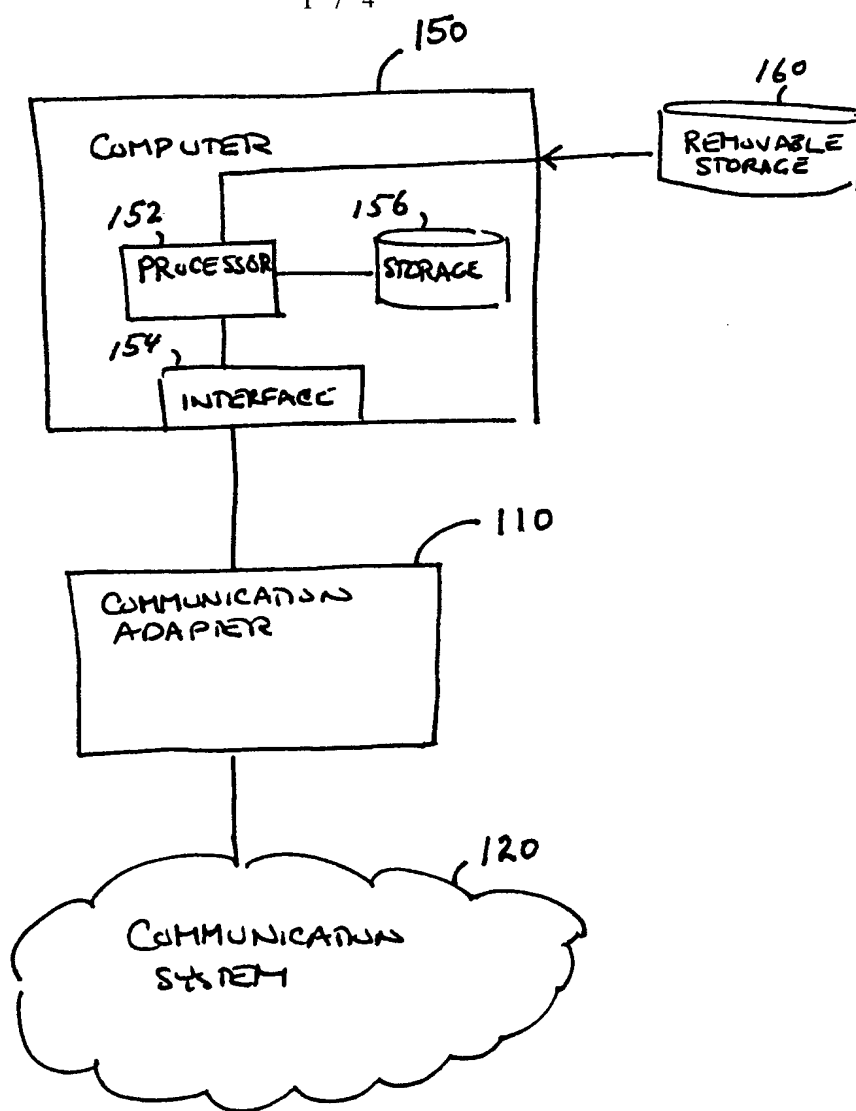 1 / 4
150
160
COMPUTER
REMOVABLE
STORAGE
152
156
PROCESSOR
STORAGE
154
INTERFACE
110
COMMUNICATION
ADAPTER
120
COMMUNICATION
SYSTEM